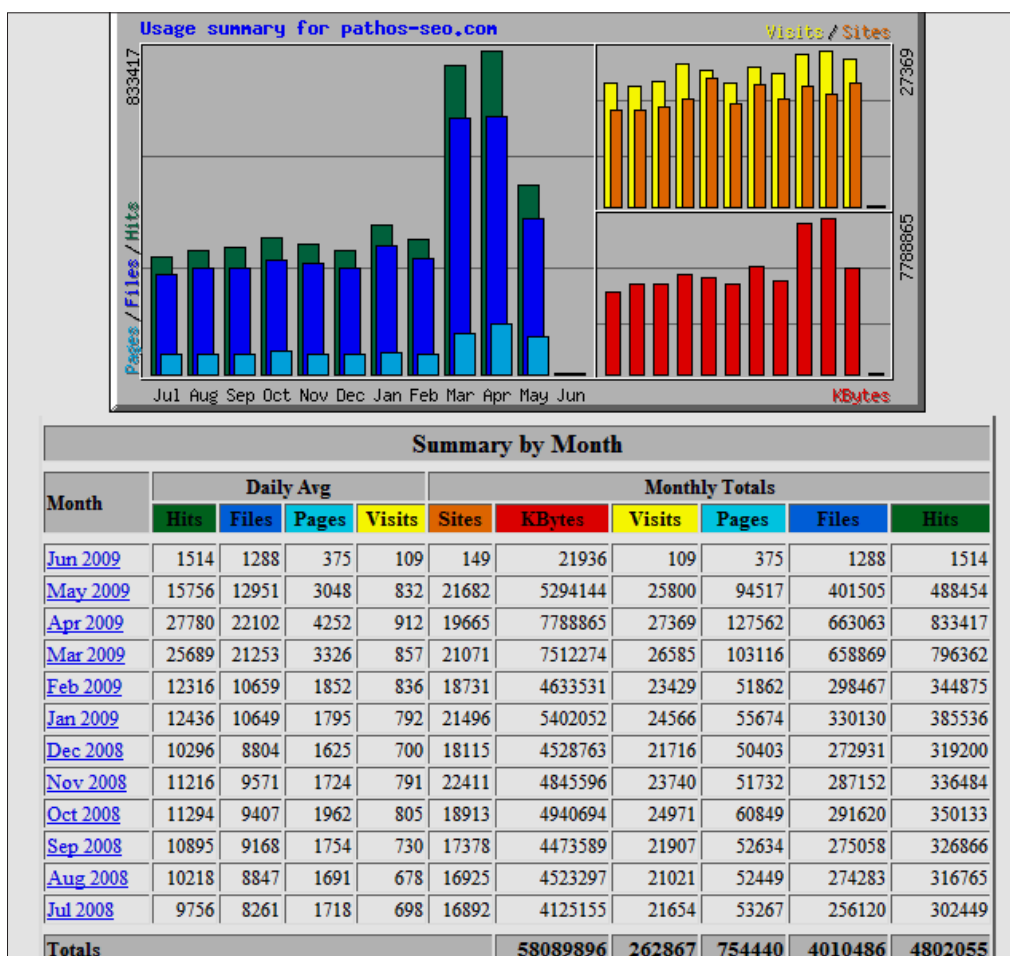 Usage summary for pathos-seo.com
Visits / Sites
833417
27369
7788865
Pages / Files / Hits
Jul Aug Sep Oct Nov Dec Jan Feb Mar Apr May Jun
KBytes
Summary by Month
Month Daily Avg Monthly Totals
Hits Files Pages Visits Sites KBytes Visits Pages Files Hits
Jun 2009 1514 1288 375 109 149 21936 109 375 1288 1514
May 2009 15756 12951 3048 832 21682 5294144 25800 94517 401505 488454
Apr 2009 27780 22102 4252 912 19665 7788865 27369 127562 663063 833417
Mar 2009 25689 21253 3326 857 21071 7512274 26585 103116 658869 796362
Feb 2009 12316 10659 1852 836 18731 4633531 23429 51862 298467 344875
Jan 2009 12436 10649 1795 792 21496 5402052 24566 55674 330130 385536
Dec 2008 10296 8804 1625 700 18115 4528763 21716 50403 272931 319200
Nov 2008 11216 9571 1724 791 22411 4845596 23740 51732 287152 336484
Oct 2008 11294 9407 1962 805 18913 4940694 24971 60849 291620 350133
Sep 2008 10895 9168 1754 730 17378 4473589 21907 52634 275058 326866
Aug 2008 10218 8847 1691 678 16925 4523297 21021 52449 274283 316765
Jul 2008 9756 8261 1718 698 16892 4125155 21654 53267 256120 302449
Totals 58089896 262867 754440 4010486 4802055